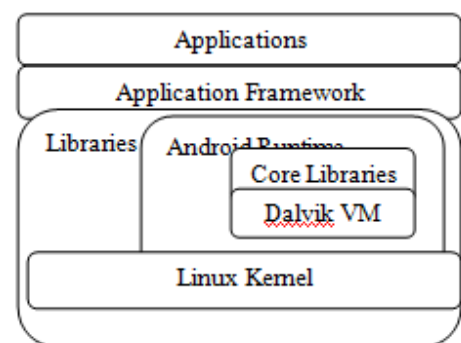 Applications
Application Framework
Libraries
Android Runtime
Core Libraries
Dalvik VM
Linux Kernel